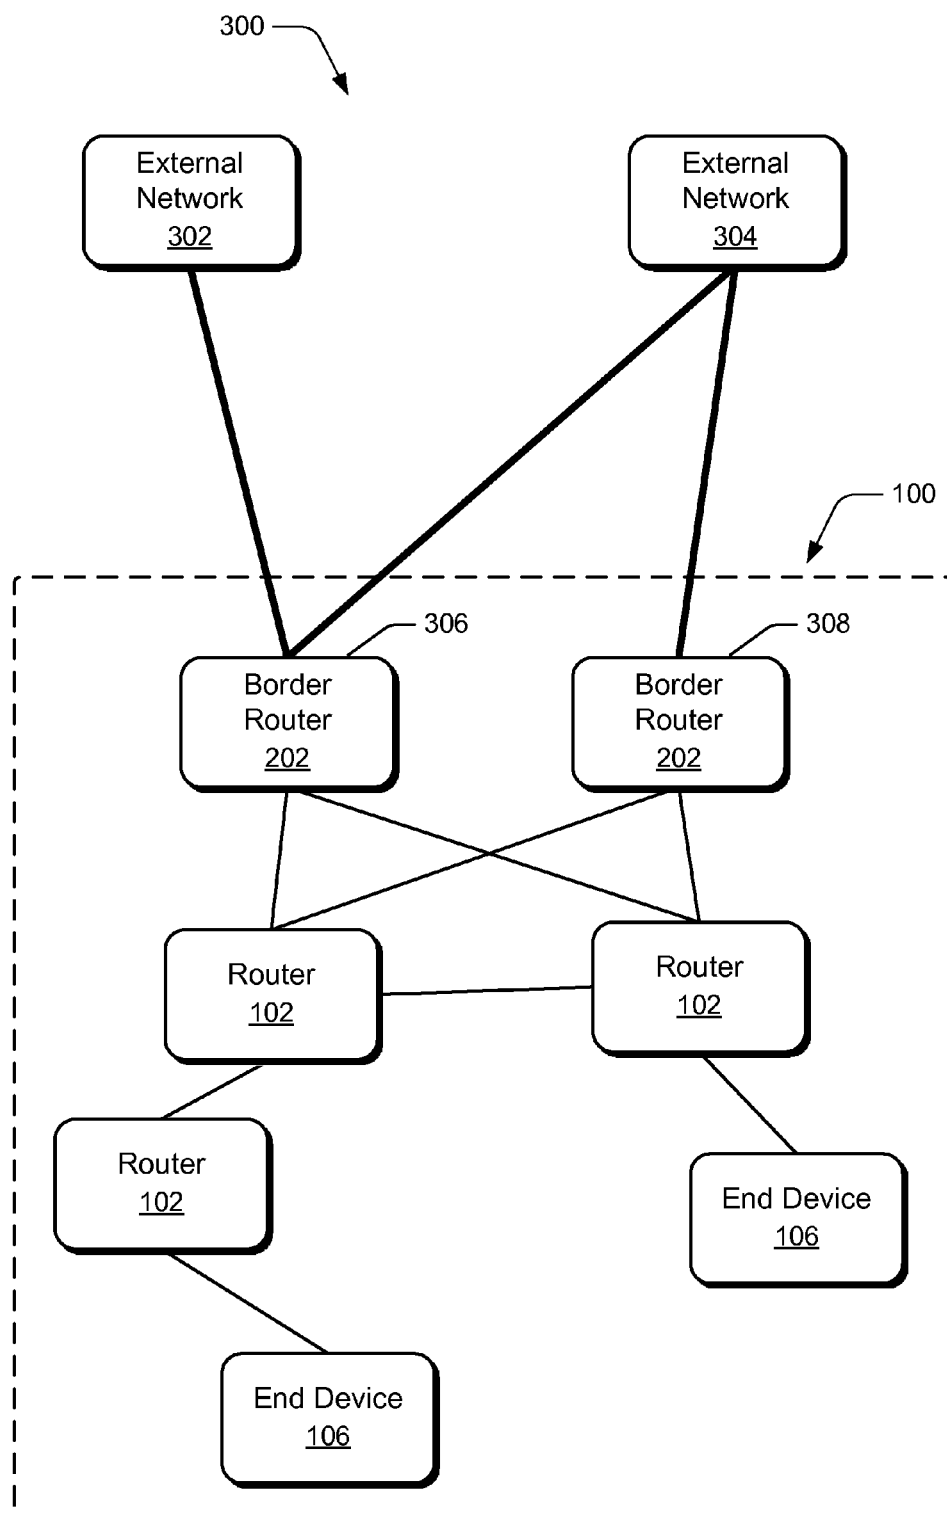 300
External
Network
302
External
Network
304
100
306
308
Border
Router
202
Border
Router
202
Router
102
Router
102
Router
102
End Device
106
End Device
106